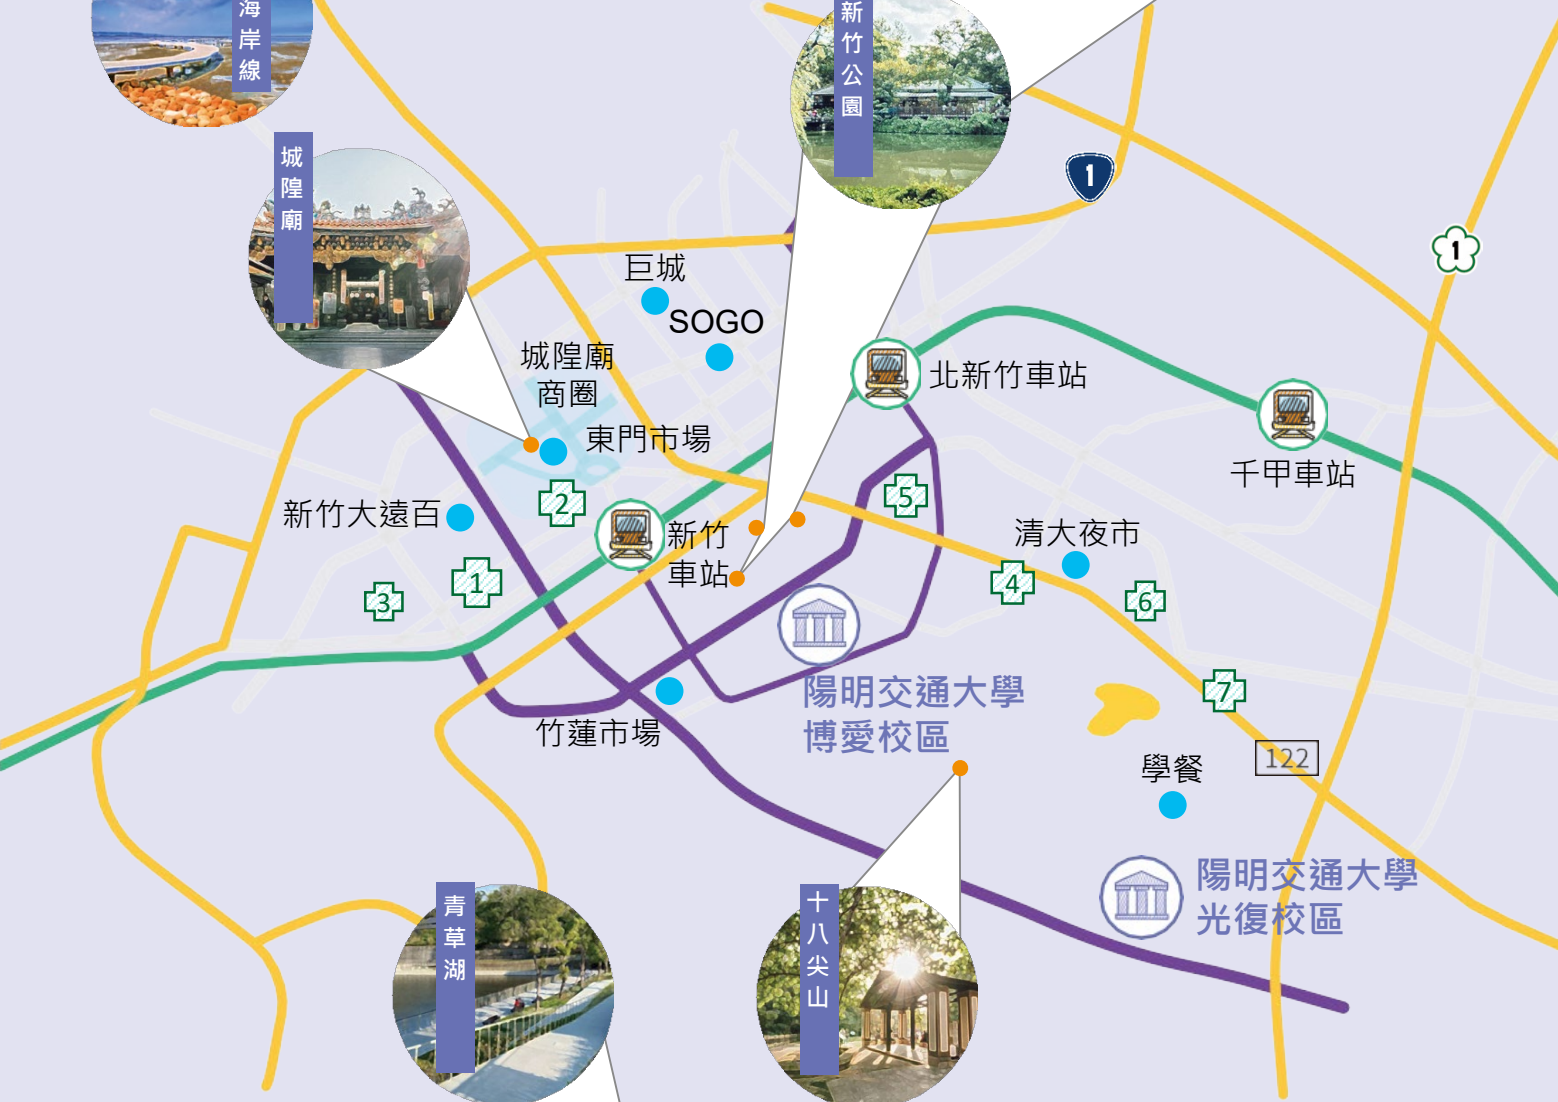 海岸線
新竹公園
城隍廟
1
1
巨城
SOGO
城隍廟
商圈
北新竹車站
東門市場
千甲車站
新竹大遠百
2
5
新竹
車站
清大夜市
1
3
4
6
陽明交通大學
博愛校區
7
竹蓮市場
122
學餐
陽明交通大學
光復校區
青草湖
十八尖山